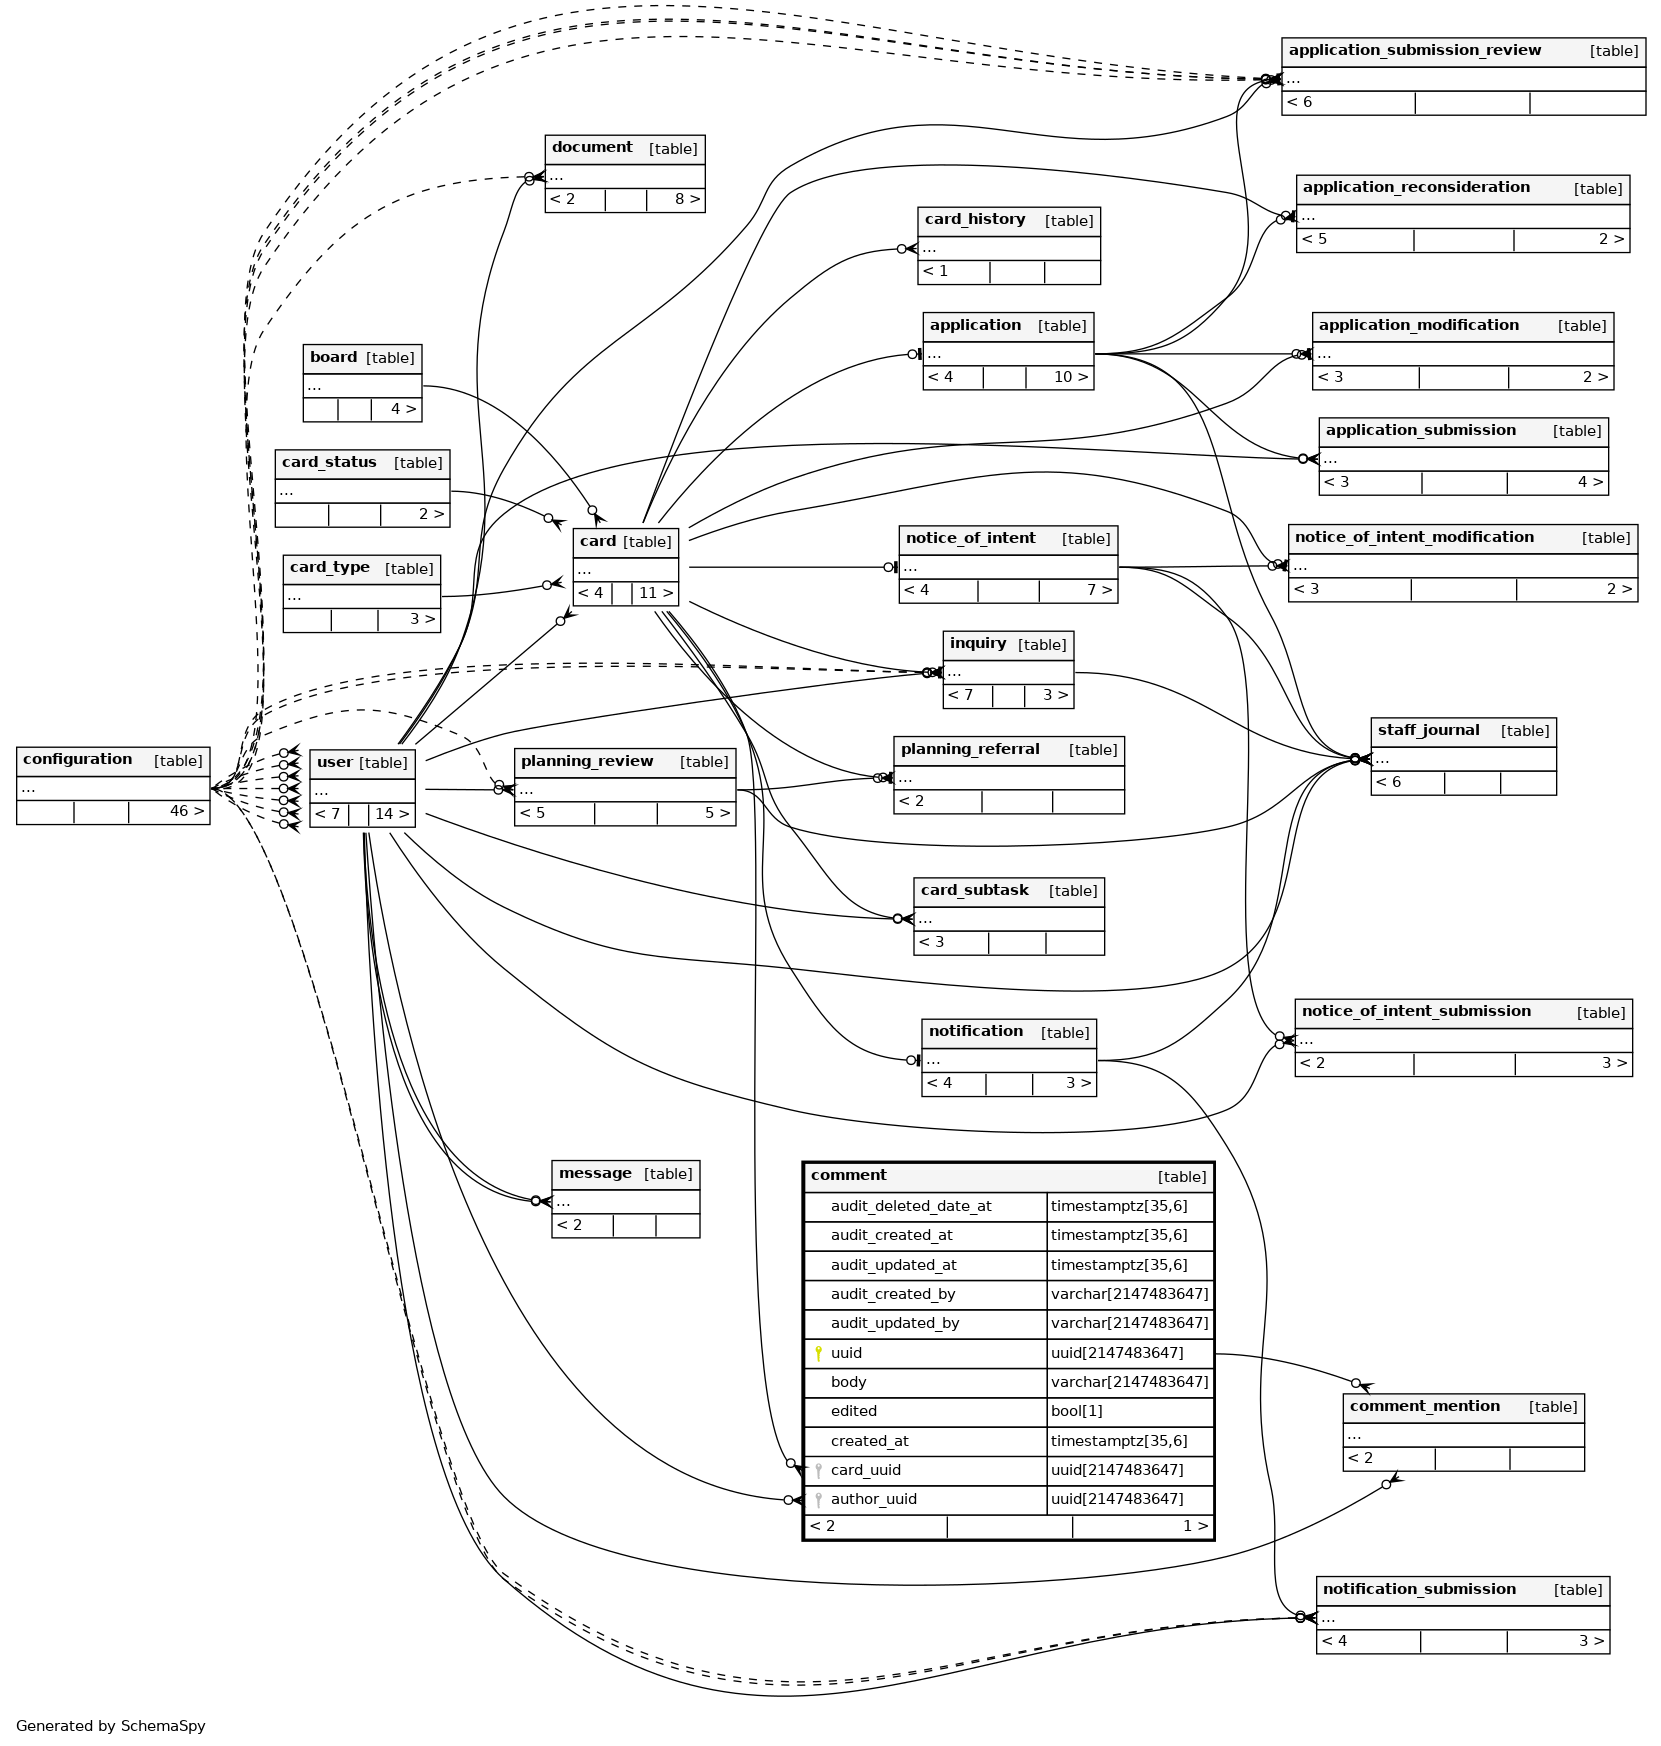 application_submission_review [table]
...
< 6
document [table]
...
< 2 8 >
application_reconsideration [table]
...
< 5 2 >
card_history [table]
...
< 1
application [table]
...
< 4 10 >
application_modification [table]
...
< 3 2 >
board [table]
...
4 >
application_submission [table]
...
< 3 4 >
card_status [table]
...
2 >
card [table]
...
< 4 11 >
notice_of_intent [table]
...
< 4 7 >
notice_of_intent_modification [table]
...
< 3 2 >
card_type [table]
...
3 >
inquiry [table]
...
< 7 3 >
staff_journal [table]
...
< 6
configuration [table]
...
46 >
user [table]
...
< 7 14 >
planning_review [table]
...
< 5 5 >
planning_referral [table]
...
< 2
card_subtask [table]
...
< 3
notice_of_intent_submission [table]
...
< 2 3 >
notification [table]
...
< 4 3 >
message [table]
...
< 2
comment [table]
audit_deleted_date_at timestamptz[35,6]
audit_created_at timestamptz[35,6]
audit_updated_at timestamptz[35,6]
audit_created_by varchar[2147483647]
audit_updated_by varchar[2147483647]
uuid uuid[2147483647]
body varchar[2147483647]
edited bool[1]
created_at timestamptz[35,6]
card_uuid uuid[2147483647]
author_uuid uuid[2147483647]
< 2 1 >
comment_mention [table]
...
< 2
notification_submission [table]
...
< 4 3 >
Generated by SchemaSpy